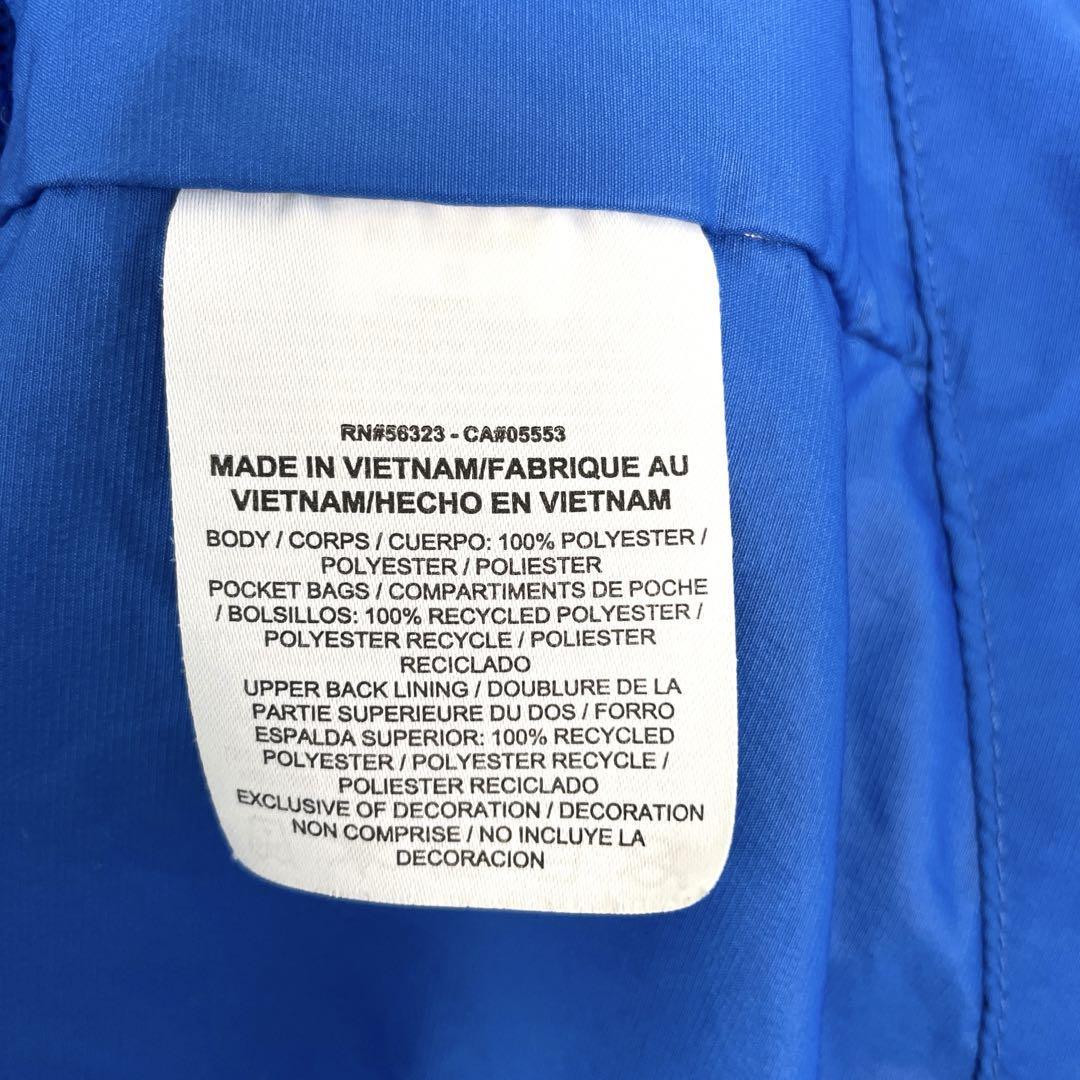 RN#56323 - CA#05553
MADE IN VIETNAM/FABRIQUE AU
VIETNAM/HECHO EN VIETNAM
BODY / CORPS / CUERPO: 100% POLYESTER /
POLYESTER / POLIESTER
POCKET BAGS / COMPARTIMENTS DE POCHE
/ BOLSILLOS: 100% RECYCLED POLYESTER /
POLYESTER RECYCLE / POLIESTER
RECICLADO
UPPER BACK LINING / DOUBLURE DE LA
PARTIE SUPERIEURE DU DOS / FORRO
ESPALDA SUPERIOR: 100% RECYCLED
POLYESTER / POLYESTER RECYCLE /
POLIESTER RECICLADO
EXCLUSIVE OF DECORATION / DECORATION
NON COMPRISE / NO INCLUYE LA
DECORACION